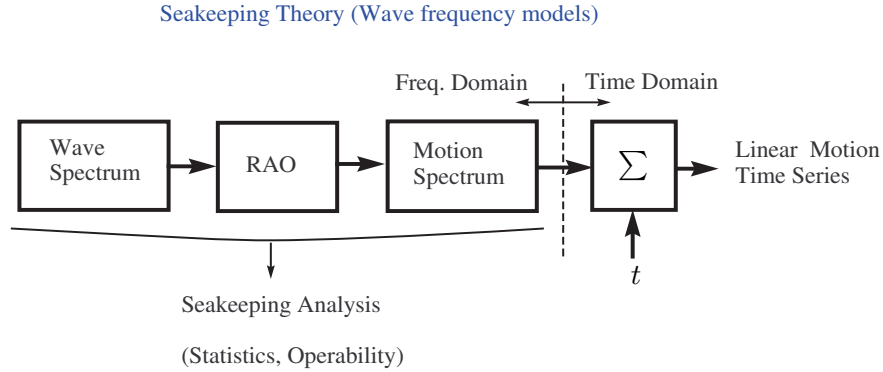 Seakeeping Theory (Wave frequency models)
Freq. Domain
Time Domain
Wave
Spectrum
RAO
Motion
Spectrum
∑
Linear Motion
Time Series
t
Seakeeping Analysis
(Statistics, Operability)